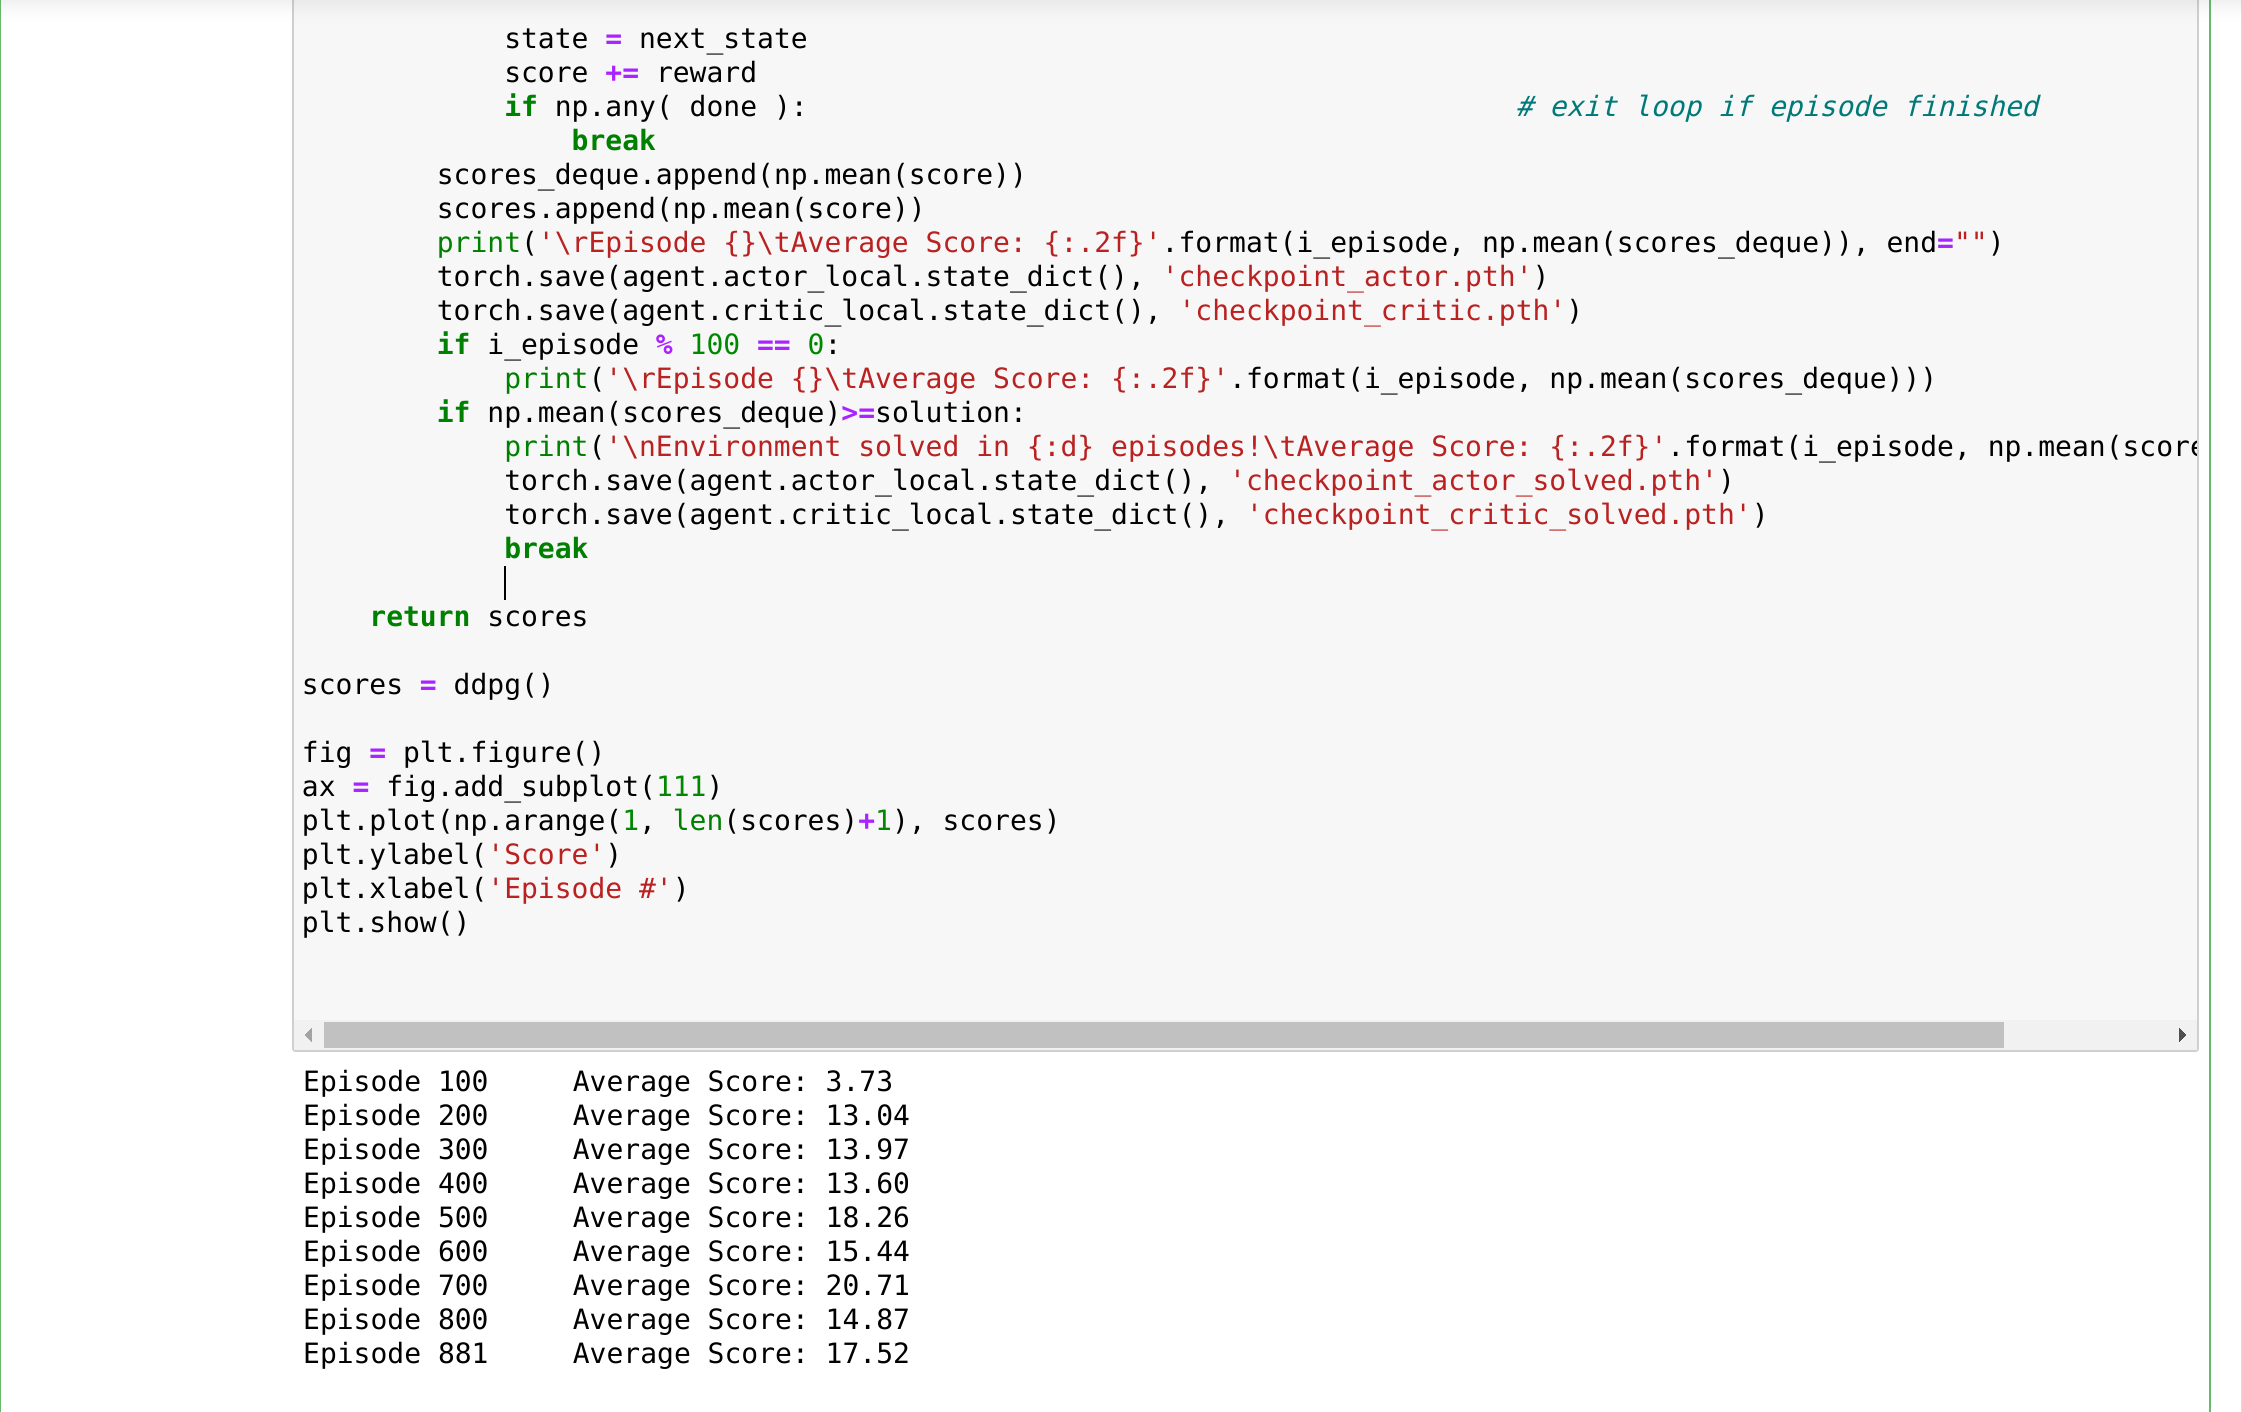 state = next_state
score += reward
if np.any( done ): # exit loop if episode finished
break
scores_deque.append(np.mean(score))
scores.append(np.mean(score))
print('\rEpisode {}\tAverage Score: {:.2f}'.format(i_episode, np.mean(scores_deque)), end="")
torch.save(agent.actor_local.state_dict(), 'checkpoint_actor.pth')
torch.save(agent.critic_local.state_dict(), 'checkpoint_critic.pth')
if i_episode % 100 == 0:
print('\rEpisode {}\tAverage Score: {:.2f}'.format(i_episode, np.mean(scores_deque)))
if np.mean(scores_deque)>=solution:
print('\nEnvironment solved in {:d} episodes!\tAverage Score: {:.2f}'.format(i_episode, np.mean(score
torch.save(agent.actor_local.state_dict(), 'checkpoint_actor_solved.pth')
torch.save(agent.critic_local.state_dict(), 'checkpoint_critic_solved.pth')
break
return scores
scores = ddpg()
fig = plt.figure()
ax = fig.add_subplot(111)
plt.plot(np.arange(1, len(scores)+1), scores)
plt.ylabel('Score')
plt.xlabel('Episode #')
plt.show()
Episode 100 Average Score: 3.73
Episode 200 Average Score: 13.04
Episode 300 Average Score: 13.97
Episode 400 Average Score: 13.60
Episode 500 Average Score: 18.26
Episode 600 Average Score: 15.44
Episode 700 Average Score: 20.71
Episode 800 Average Score: 14.87
Episode 881 Average Score: 17.52